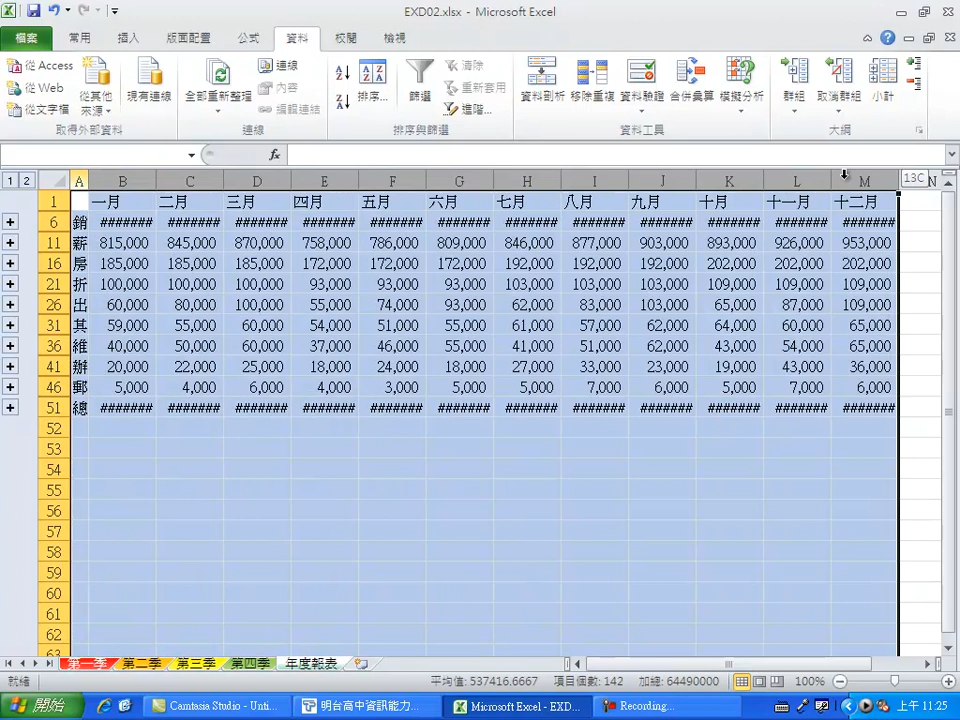 EXD02.xlsx - Microsoft Excel
檔案 常用 插入 版面配置 公式 資料 校閱 檢視
從 Access
從 Web
從文字檔
從其他來源
現有連線
取得外部資料
全部重新整理
連線
內容
編輯連結
連線
排序...
篩選
清除
重新套用
進階...
排序與篩選
資料剖析 移除重複 資料驗證 合併彙算 模擬分析
資料工具
群組 取消群組 小計
大綱
fx
1 2 A B C D E F G H I J K L M 13C N
1 一月 二月 三月 四月 五月 六月 七月 八月 九月 十月 十一月 十二月
6 銷 ####### ####### ####### ####### ####### ####### ####### ####### ####### ####### ####### #######
11 薪 815,000 845,000 870,000 758,000 786,000 809,000 846,000 877,000 903,000 893,000 926,000 953,000
16 房 185,000 185,000 185,000 172,000 172,000 172,000 192,000 192,000 192,000 202,000 202,000 202,000
21 折 100,000 100,000 100,000 93,000 93,000 93,000 103,000 103,000 103,000 109,000 109,000 109,000
26 出 60,000 80,000 100,000 55,000 74,000 93,000 62,000 83,000 103,000 65,000 87,000 109,000
31 其 59,000 55,000 60,000 54,000 51,000 55,000 61,000 57,000 62,000 64,000 60,000 65,000
36 維 40,000 50,000 60,000 37,000 46,000 55,000 41,000 51,000 62,000 43,000 54,000 65,000
41 辦 20,000 22,000 25,000 18,000 24,000 18,000 27,000 33,000 23,000 19,000 43,000 36,000
46 郵 5,000 4,000 6,000 4,000 3,000 5,000 5,000 7,000 6,000 5,000 7,000 6,000
51 總 ####### ####### ####### ####### ####### ####### ####### ####### ####### ####### ####### #######
52
53
54
55
56
57
58
59
60
61
62
63
第一季 第二季 第三季 第四季 年度報表
就緒 平均值: 537416.6667 項目個數: 142 加總: 64490000 100%
開始 Camtasia Studio - Unti... 明台高中資訊能力... Microsoft Excel - EXD... Recording... 上午 11:25